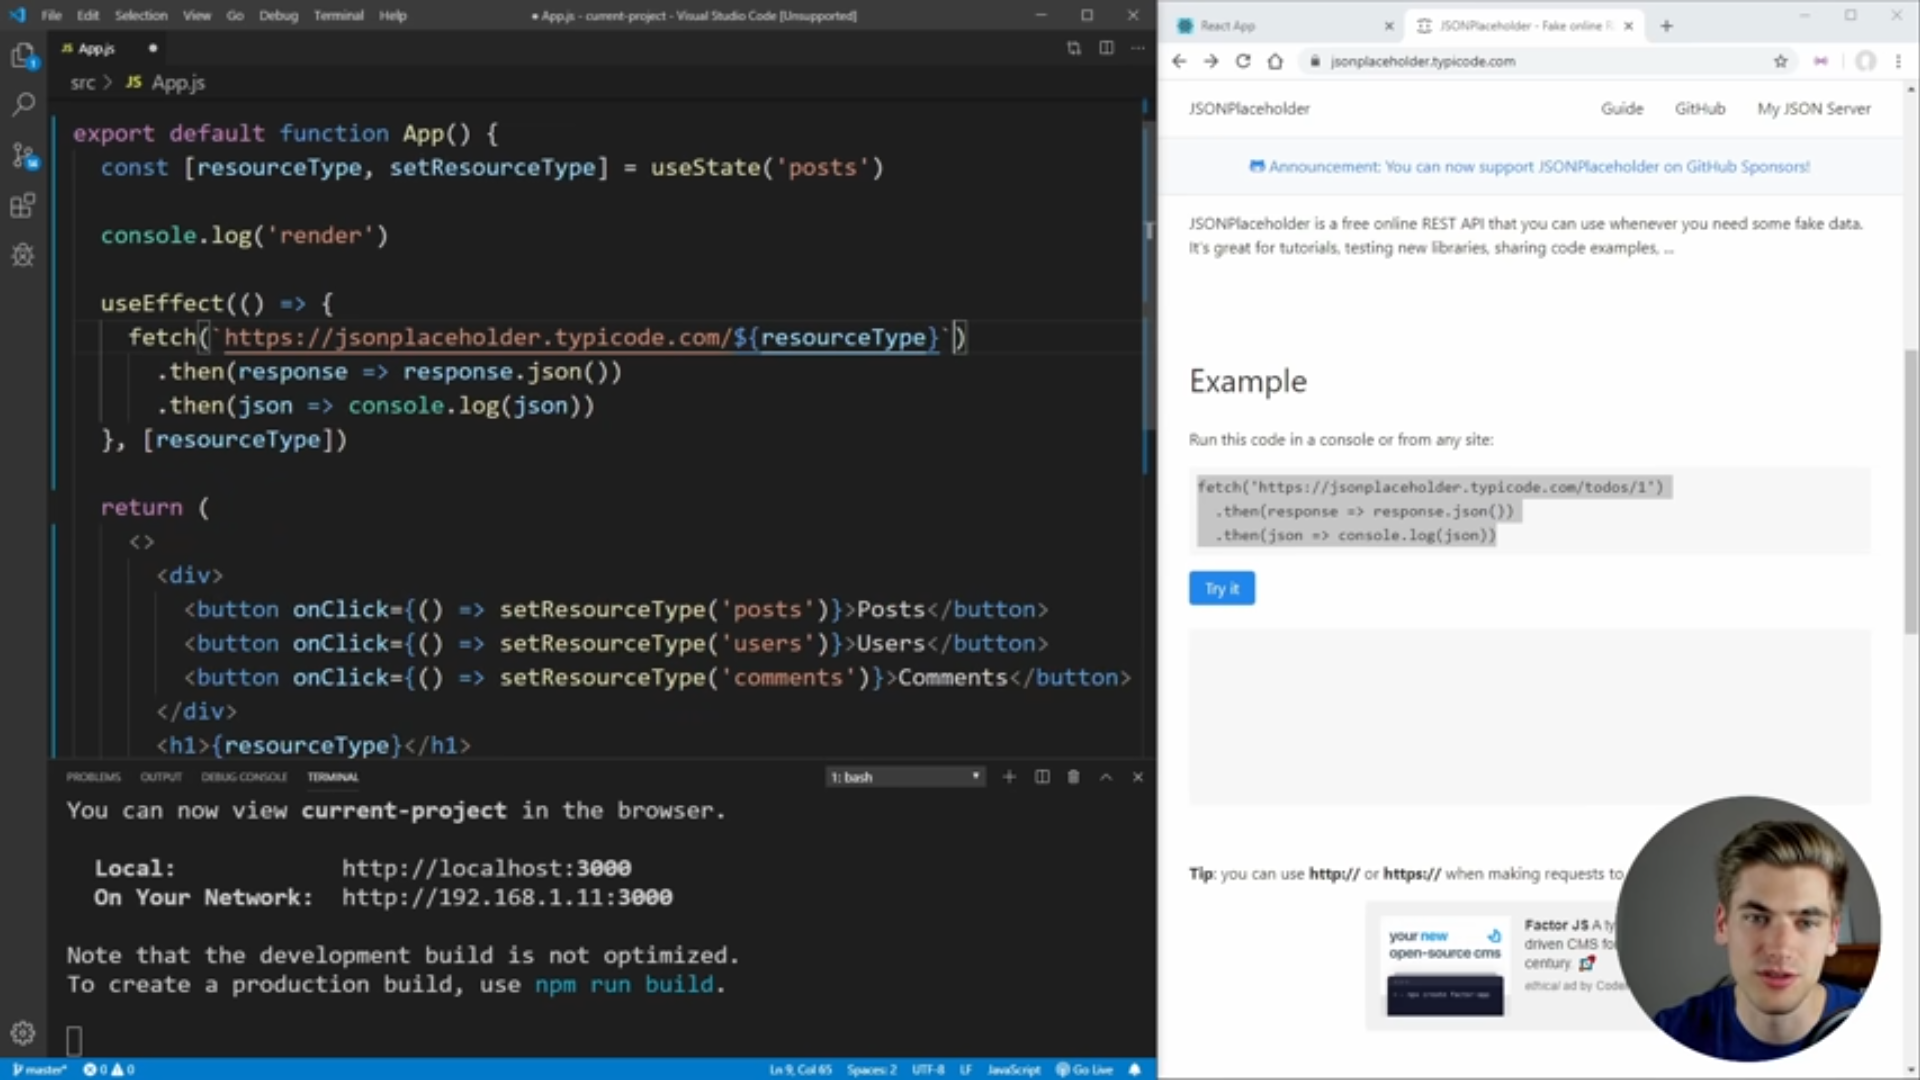 File Edit Selection View Go Debug Terminal Help
● App.js - current-project - Visual Studio Code [Unsupported]
JS App.js ●
src > JS App.js
export default function App() {
const [resourceType, setResourceType] = useState('posts')
console.log('render')
useEffect(() => {
fetch(`https://jsonplaceholder.typicode.com/${resourceType}`)
.then(response => response.json())
.then(json => console.log(json))
}, [resourceType])
return (
<>
<div>
<button onClick={() => setResourceType('posts')}>Posts</button>
<button onClick={() => setResourceType('users')}>Users</button>
<button onClick={() => setResourceType('comments')}>Comments</button>
</div>
<h1>{resourceType}</h1>
PROBLEMS OUTPUT DEBUG CONSOLE TERMINAL 1: bash
You can now view current-project in the browser.
Local: http://localhost:3000
On Your Network: http://192.168.1.11:3000
Note that the development build is not optimized.
To create a production build, use npm run build.
master* 0 0 Ln 9, Col 65 Spaces: 2 UTF-8 LF JavaScript Go Live
React App
JSONPlaceholder - Fake online R
jsonplaceholder.typicode.com
JSONPlaceholder Guide GitHub My JSON Server
Announcement: You can now support JSONPlaceholder on GitHub Sponsors!
JSONPlaceholder is a free online REST API that you can use whenever you need some fake data.
It's great for tutorials, testing new libraries, sharing code examples, ...
Example
Run this code in a console or from any site:
fetch('https://jsonplaceholder.typicode.com/todos/1')
.then(response => response.json())
.then(json => console.log(json))
Try it
Tip: you can use http:// or https:// when making requests to
your new
open-source cms
Factor JS A ty
driven CMS fo
century.
ethical ad by Code